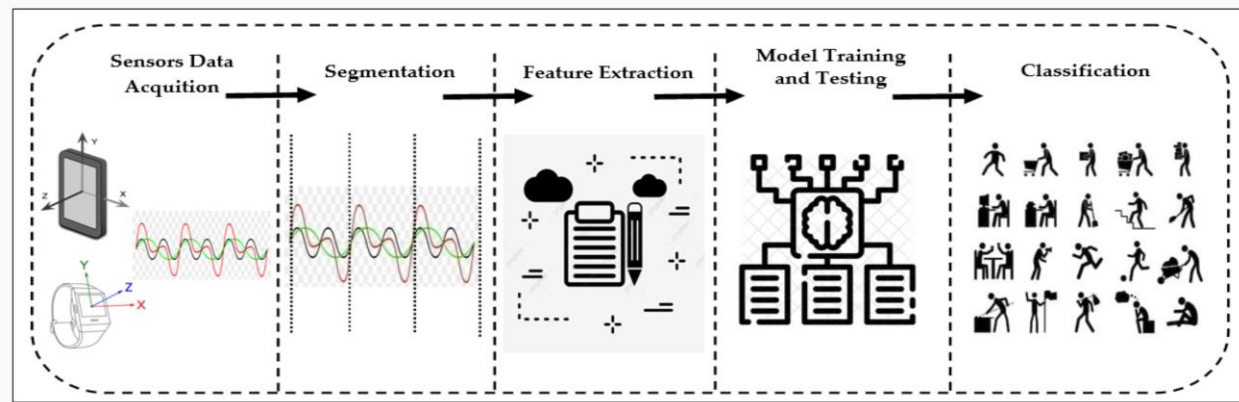 Sensors Data
Acquition
Segmentation
Feature Extraction
Model Training
and Testing
Classification
Y
X
Z
Y
Z
X